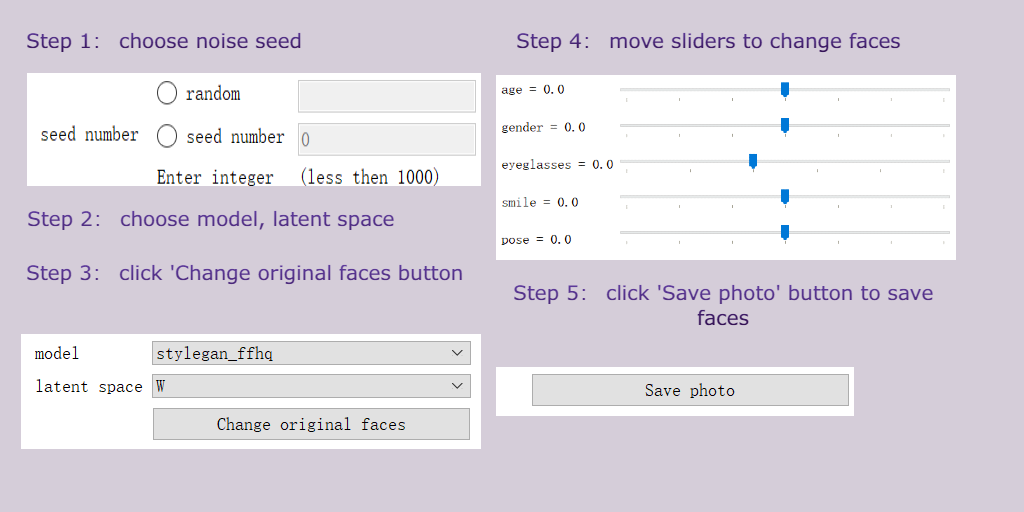 Step 1: choose noise seed
random
seed number
seed number
0
Enter integer (less then 1000)
Step 2: choose model, latent space
Step 3: click 'Change original faces button
model
stylegan_ffhq
latent space
W
Change original faces
Step 4: move sliders to change faces
age = 0.0
gender = 0.0
eyeglasses = 0.0
smile = 0.0
pose = 0.0
Step 5: click 'Save photo' button to save
faces
Save photo